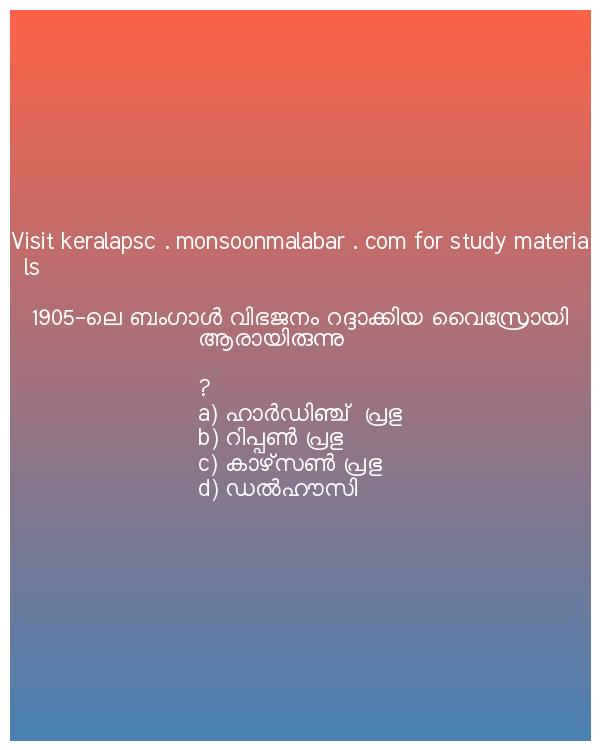 Visit keralapsc . monsoonmalabar . com for study materia
ls
1905-ലെ ബംഗാൾ വിഭജനം റദ്ദാക്കിയ വൈസ്രോയി
ആരായിരുന്നു
?
a) ഹാർഡിഞ്ച് പ്രഭു
b) റിപ്പൺ പ്രഭു
c) കാഴ്സൺ പ്രഭു
d) ഡൽഹൗസി